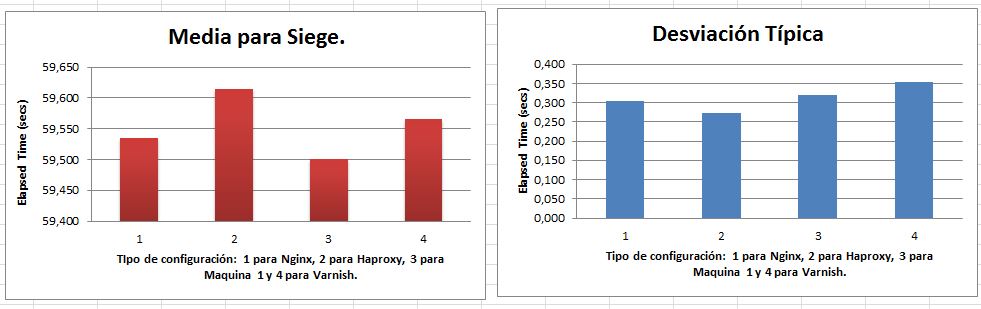 Media para Siege.
Elapsed Time (secs)
59,650
59,600
59,550
59,500
59,450
59,400
1 2 3 4
TIpo de configuración: 1 para Nginx, 2 para Haproxy, 3 para
Maquina 1 y 4 para Varnish.
Desviación Típica
Elapsed Time (secs)
0,400
0,350
0,300
0,250
0,200
0,150
0,100
0,050
0,000
1 2 3 4
Tipo de configuración: 1 para Nginx, 2 para Haproxy, 3 para
Maquina 1 y 4 para Varnish.